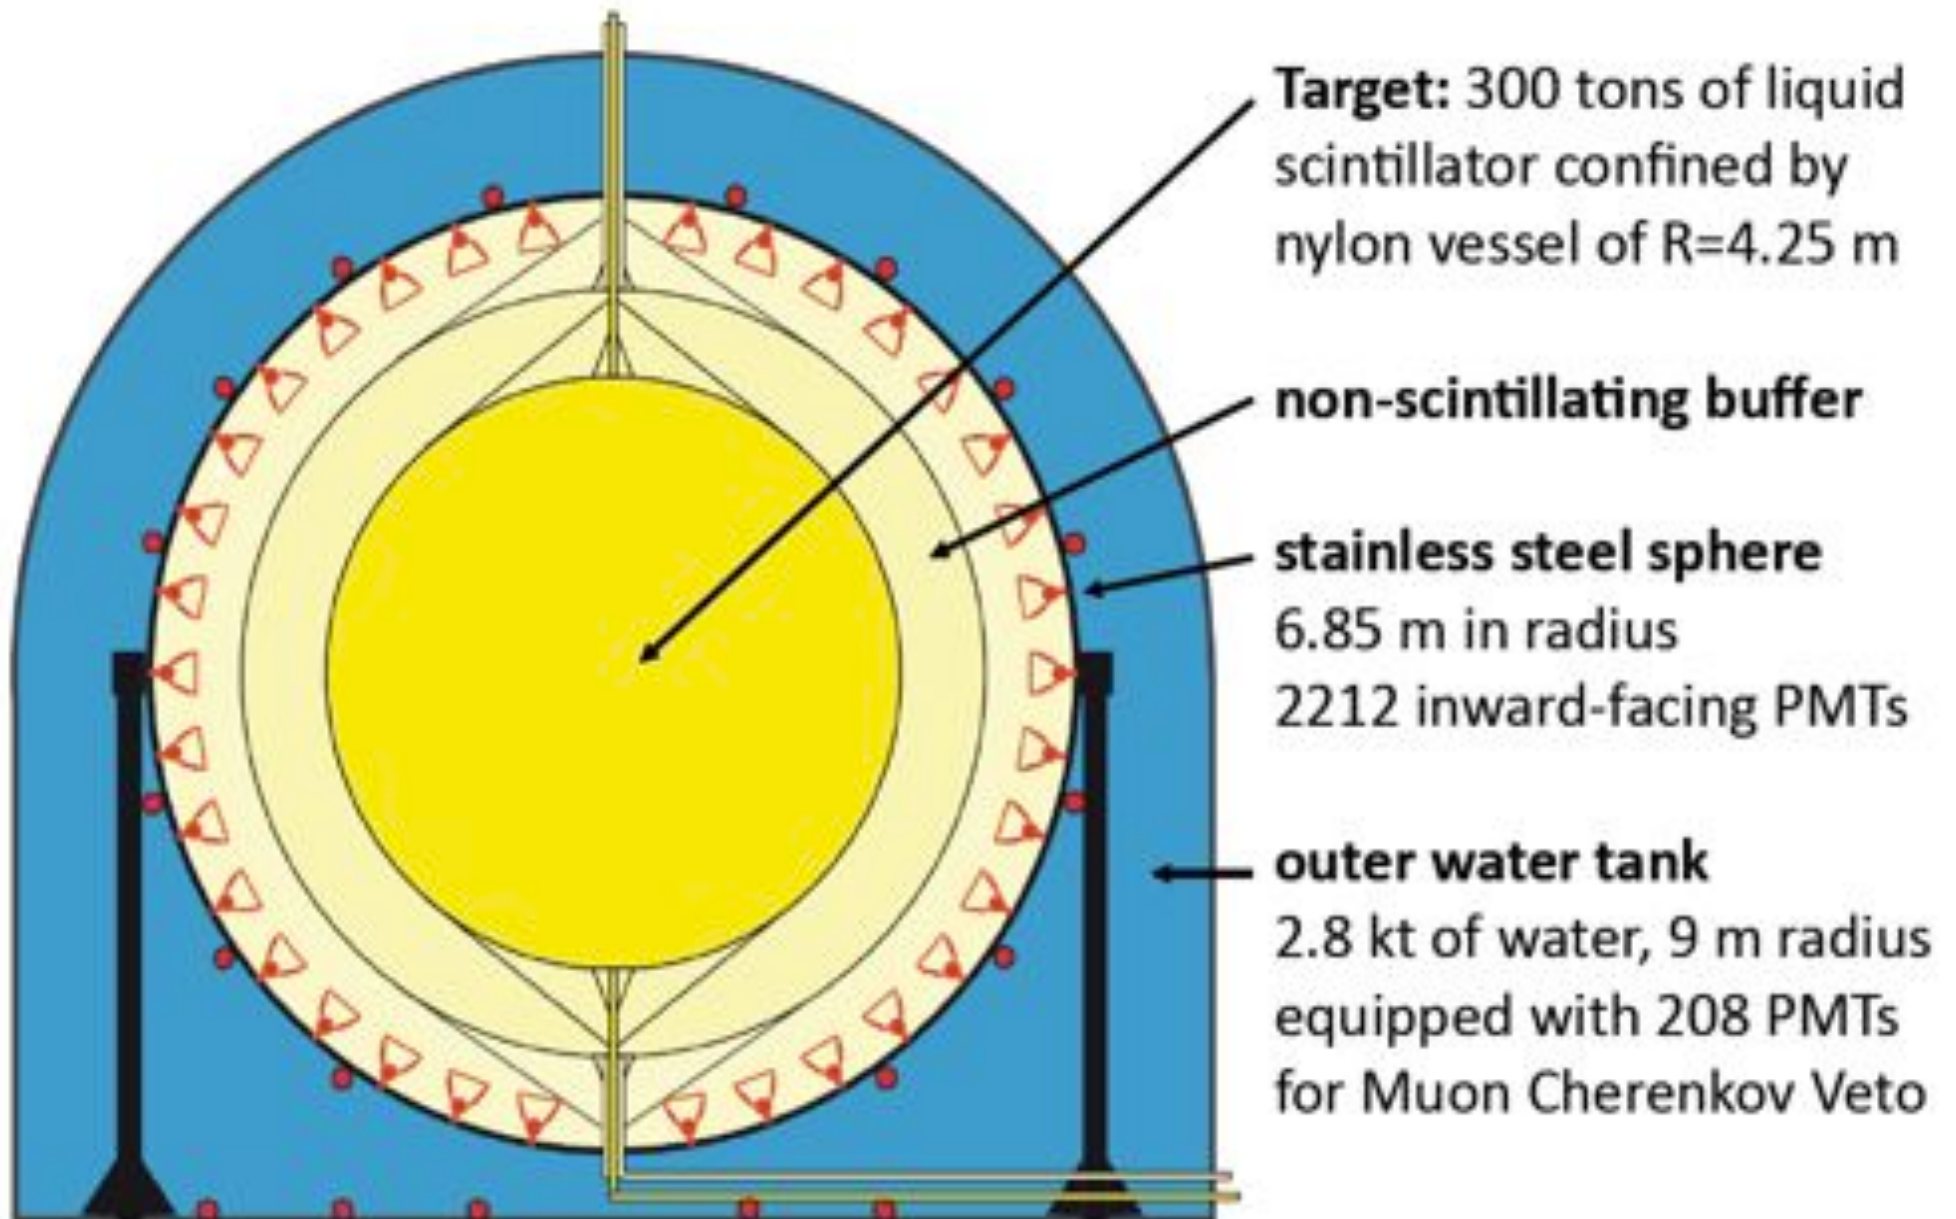 Target: 300 tons of liquid
scintillator confined by
nylon vessel of R=4.25 m
non-scintillating buffer
stainless steel sphere
6.85 m in radius
2212 inward-facing PMTs
outer water tank
2.8 kt of water, 9 m radius
equipped with 208 PMTs
for Muon Cherenkov Veto